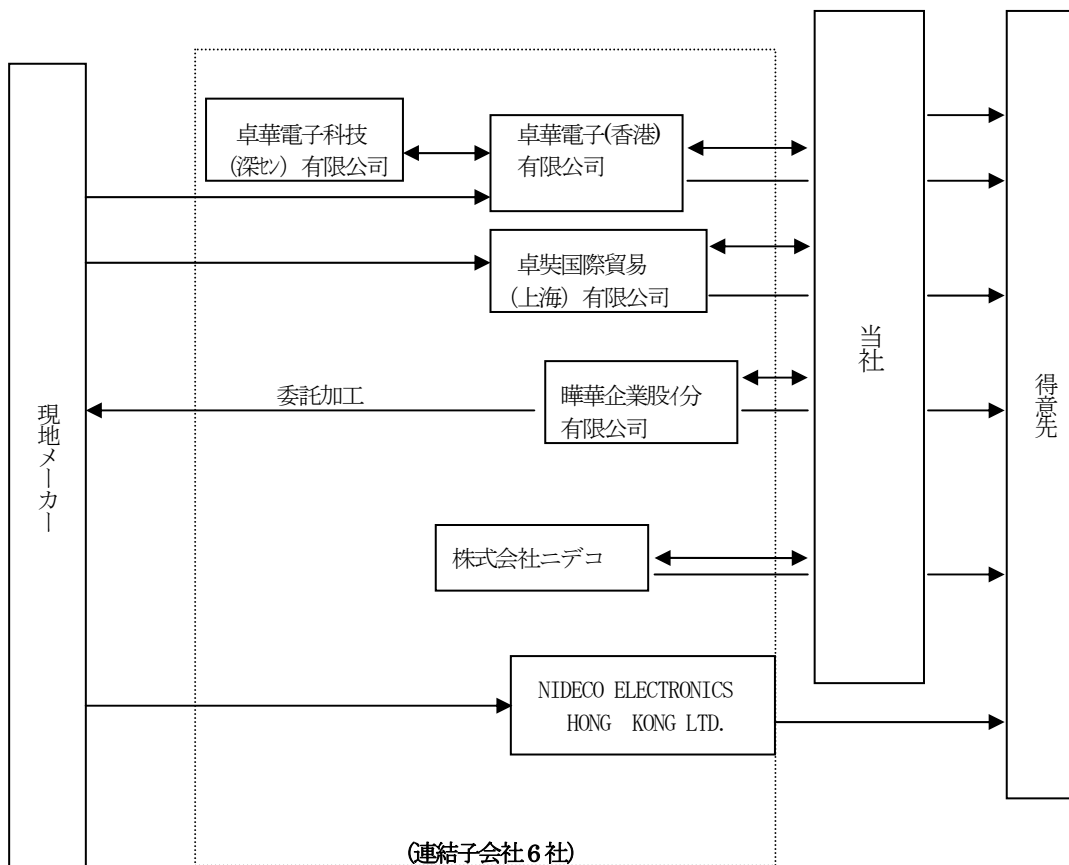 卓華電子科技
(深セン) 有限公司
卓華電子(香港)
有限公司
卓奘国際貿易
(上海) 有限公司
当社
得意先
現地メーカー
委託加工
曄華企業股イ分
有限公司
株式会社ニデコ
NIDECO ELECTRONICS
HONG KONG LTD.
(連結子会社6社)